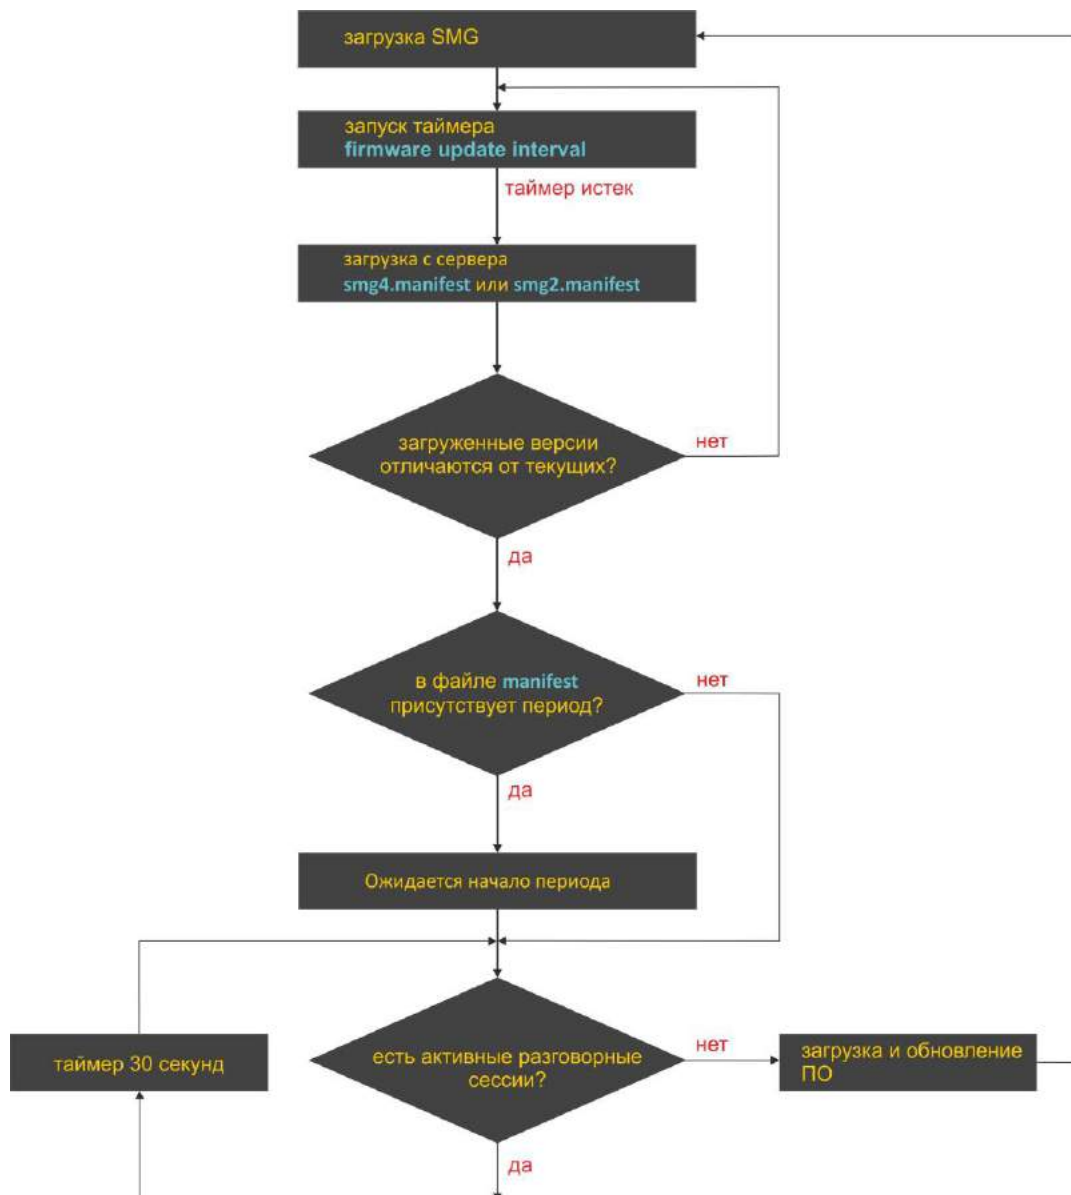 загрузка SMG
запуск таймера
firmware update interval
таймер истек
загрузка с сервера
smg4.manifest или smg2.manifest
загруженные версии
отличаются от текущих?
нет
да
в файле manifest
присутствует период?
нет
да
Ожидается начало периода
таймер 30 секунд
есть активные разговорные
сессии?
нет
загрузка и обновление
ПО
да